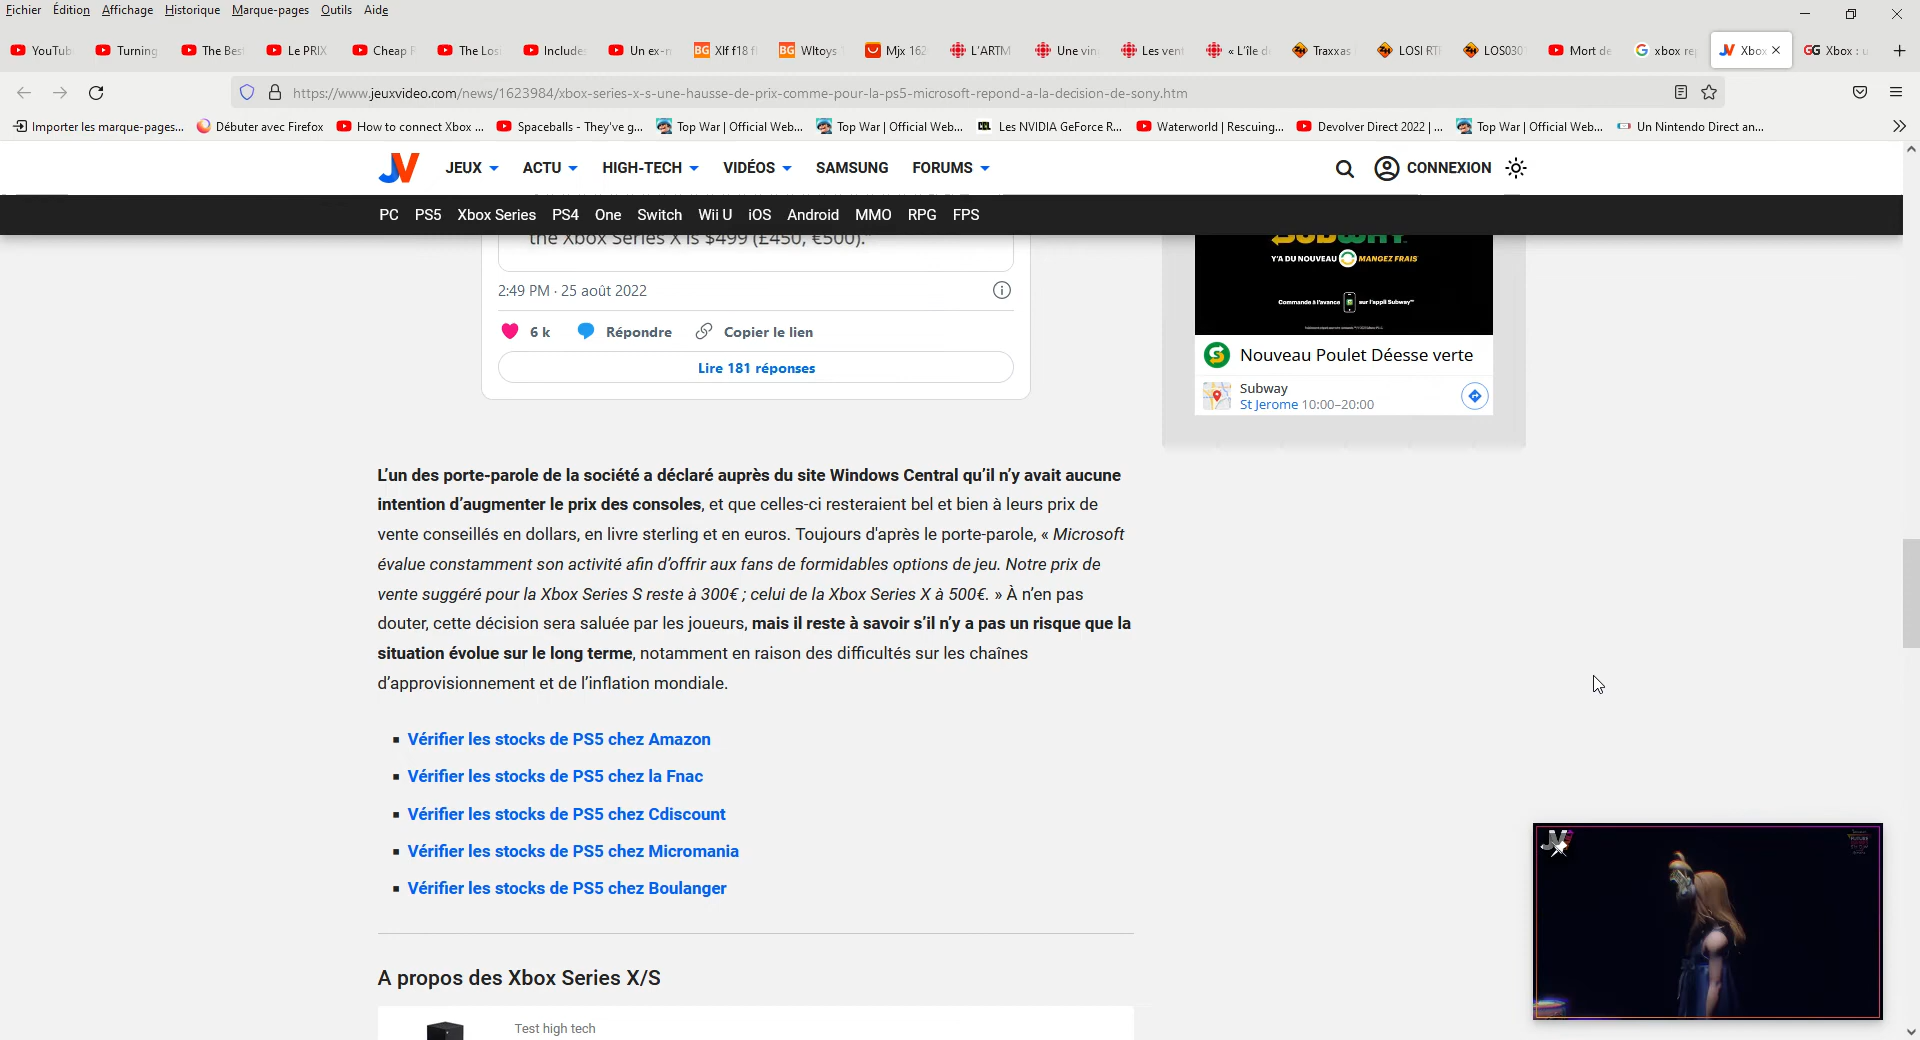 Fichier Édition Affichage Historique Marque-pages Outils Aide
YouTub Turning The Bes Le PRIX Cheap The Los Include Un ex-n Xlf f18 Wltoys Mjx 162 L'ARTM Une vin Les vent « L'île d Traxxas LOSI RT LOS030 Mort de xbox rep Xbox Xbox : u
https://www.jeuxvideo.com/news/1623984/xbox-series-x-s-une-hausse-de-prix-comme-pour-la-ps5-microsoft-repond-a-la-decision-de-sony.htm
Importer les marque-pages... Débuter avec Firefox How to connect Xbox ... Spaceballs - They've g... Top War | Official Web... Top War | Official Web... Les NVIDIA GeForce R... Waterworld | Rescuing... Devolver Direct 2022 | ... Top War | Official Web... Un Nintendo Direct an...
JV JEUX ACTU HIGH-TECH VIDÉOS SAMSUNG FORUMS CONNEXION
PC PS5 Xbox Series PS4 One Switch Wii U iOS Android MMO RPG FPS
the Xbox Series X is $499 (£450, €500)."
2:49 PM · 25 août 2022
6 k Répondre Copier le lien
Lire 181 réponses
SUBWAY
Y'A DU NOUVEAU MANGEZ FRAIS
Commande à l'avance sur l'appli Subway
Nouveau Poulet Déesse verte
Subway
St Jerome 10:00–20:00
L'un des porte-parole de la société a déclaré auprès du site Windows Central qu'il n'y avait aucune
intention d'augmenter le prix des consoles, et que celles-ci resteraient bel et bien à leurs prix de
vente conseillés en dollars, en livre sterling et en euros. Toujours d'après le porte-parole, « Microsoft
évalue constamment son activité afin d'offrir aux fans de formidables options de jeu. Notre prix de
vente suggéré pour la Xbox Series S reste à 300€ ; celui de la Xbox Series X à 500€. » À n'en pas
douter, cette décision sera saluée par les joueurs, mais il reste à savoir s'il n'y a pas un risque que la
situation évolue sur le long terme, notamment en raison des difficultés sur les chaînes
d'approvisionnement et de l'inflation mondiale.
Vérifier les stocks de PS5 chez Amazon
Vérifier les stocks de PS5 chez la Fnac
Vérifier les stocks de PS5 chez Cdiscount
Vérifier les stocks de PS5 chez Micromania
Vérifier les stocks de PS5 chez Boulanger
A propos des Xbox Series X/S
Test high tech